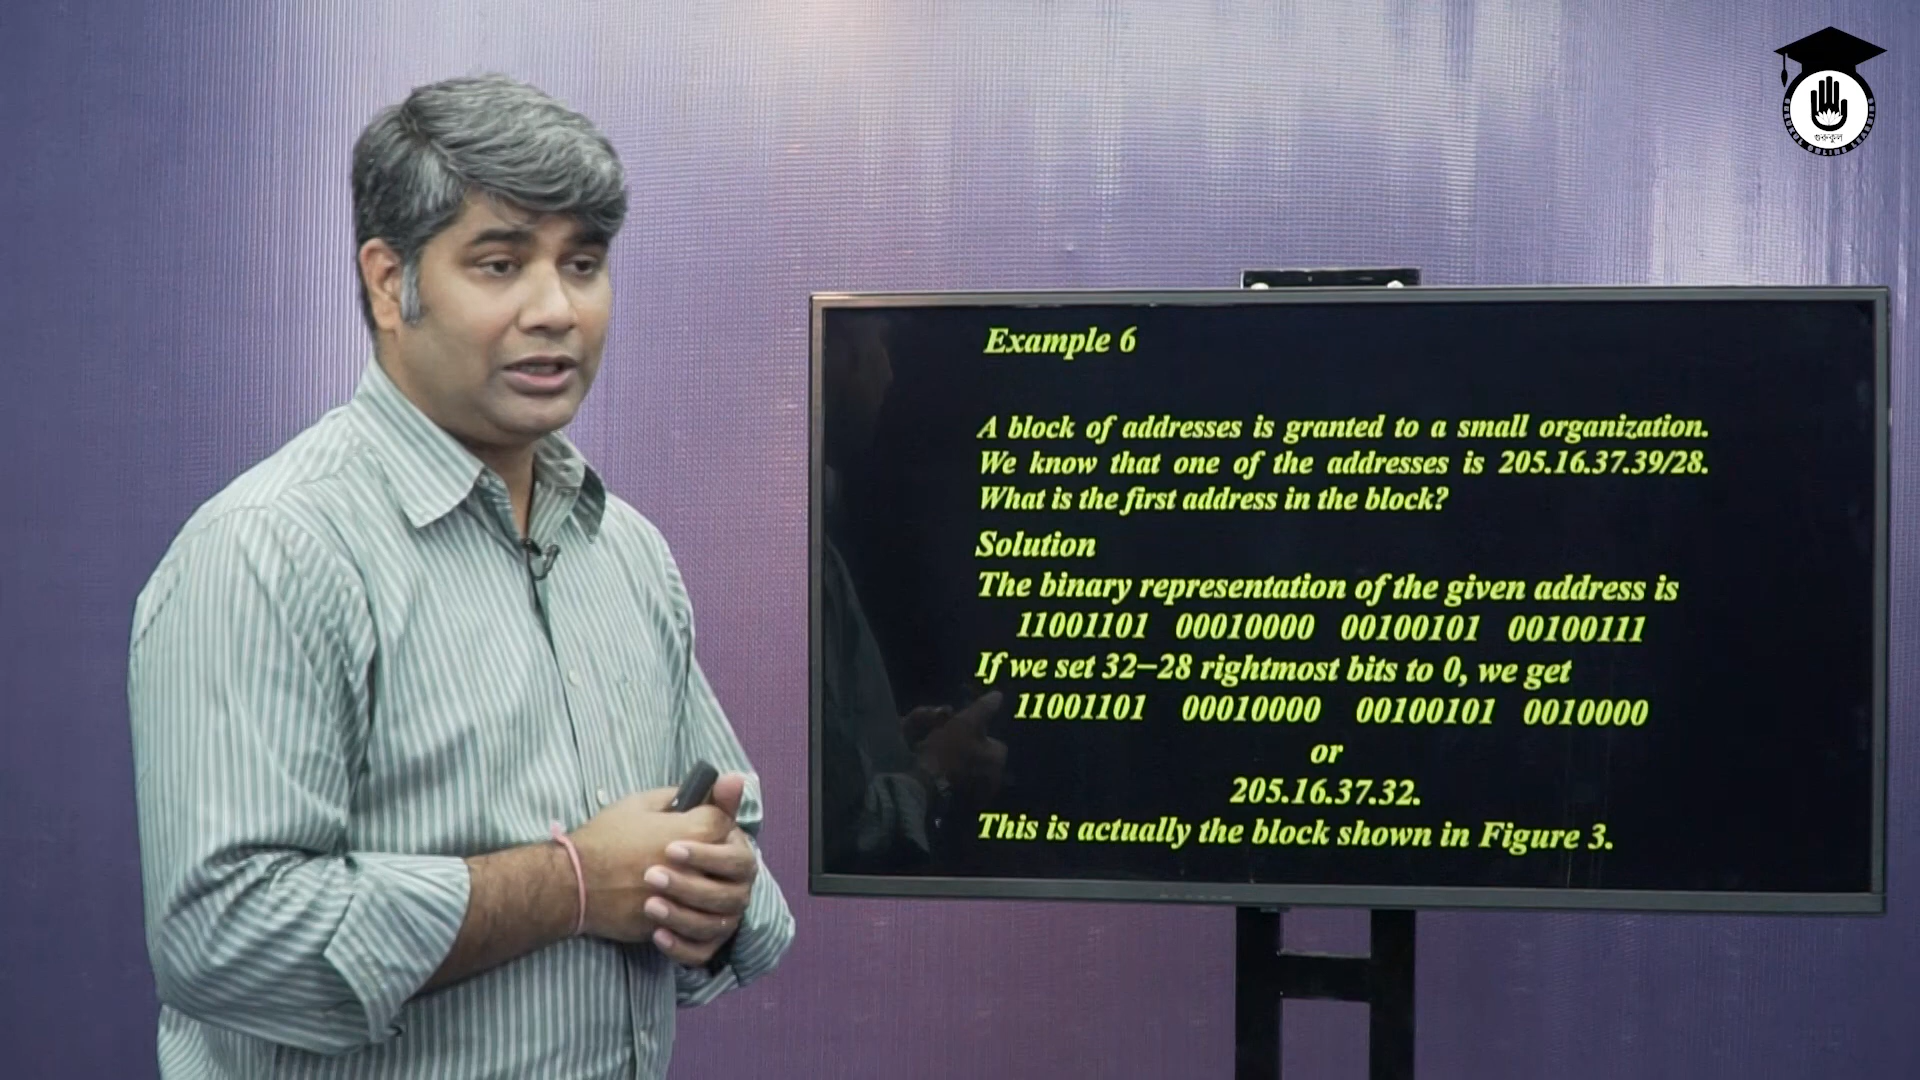 গুরুকুল
GURUKUL ONLINE LEARNING
Example 6
A block of addresses is granted to a small organization.
We know that one of the addresses is 205.16.37.39/28.
What is the first address in the block?
Solution
The binary representation of the given address is
11001101 00010000 00100101 00100111
If we set 32–28 rightmost bits to 0, we get
11001101 00010000 00100101 0010000
or
205.16.37.32.
This is actually the block shown in Figure 3.